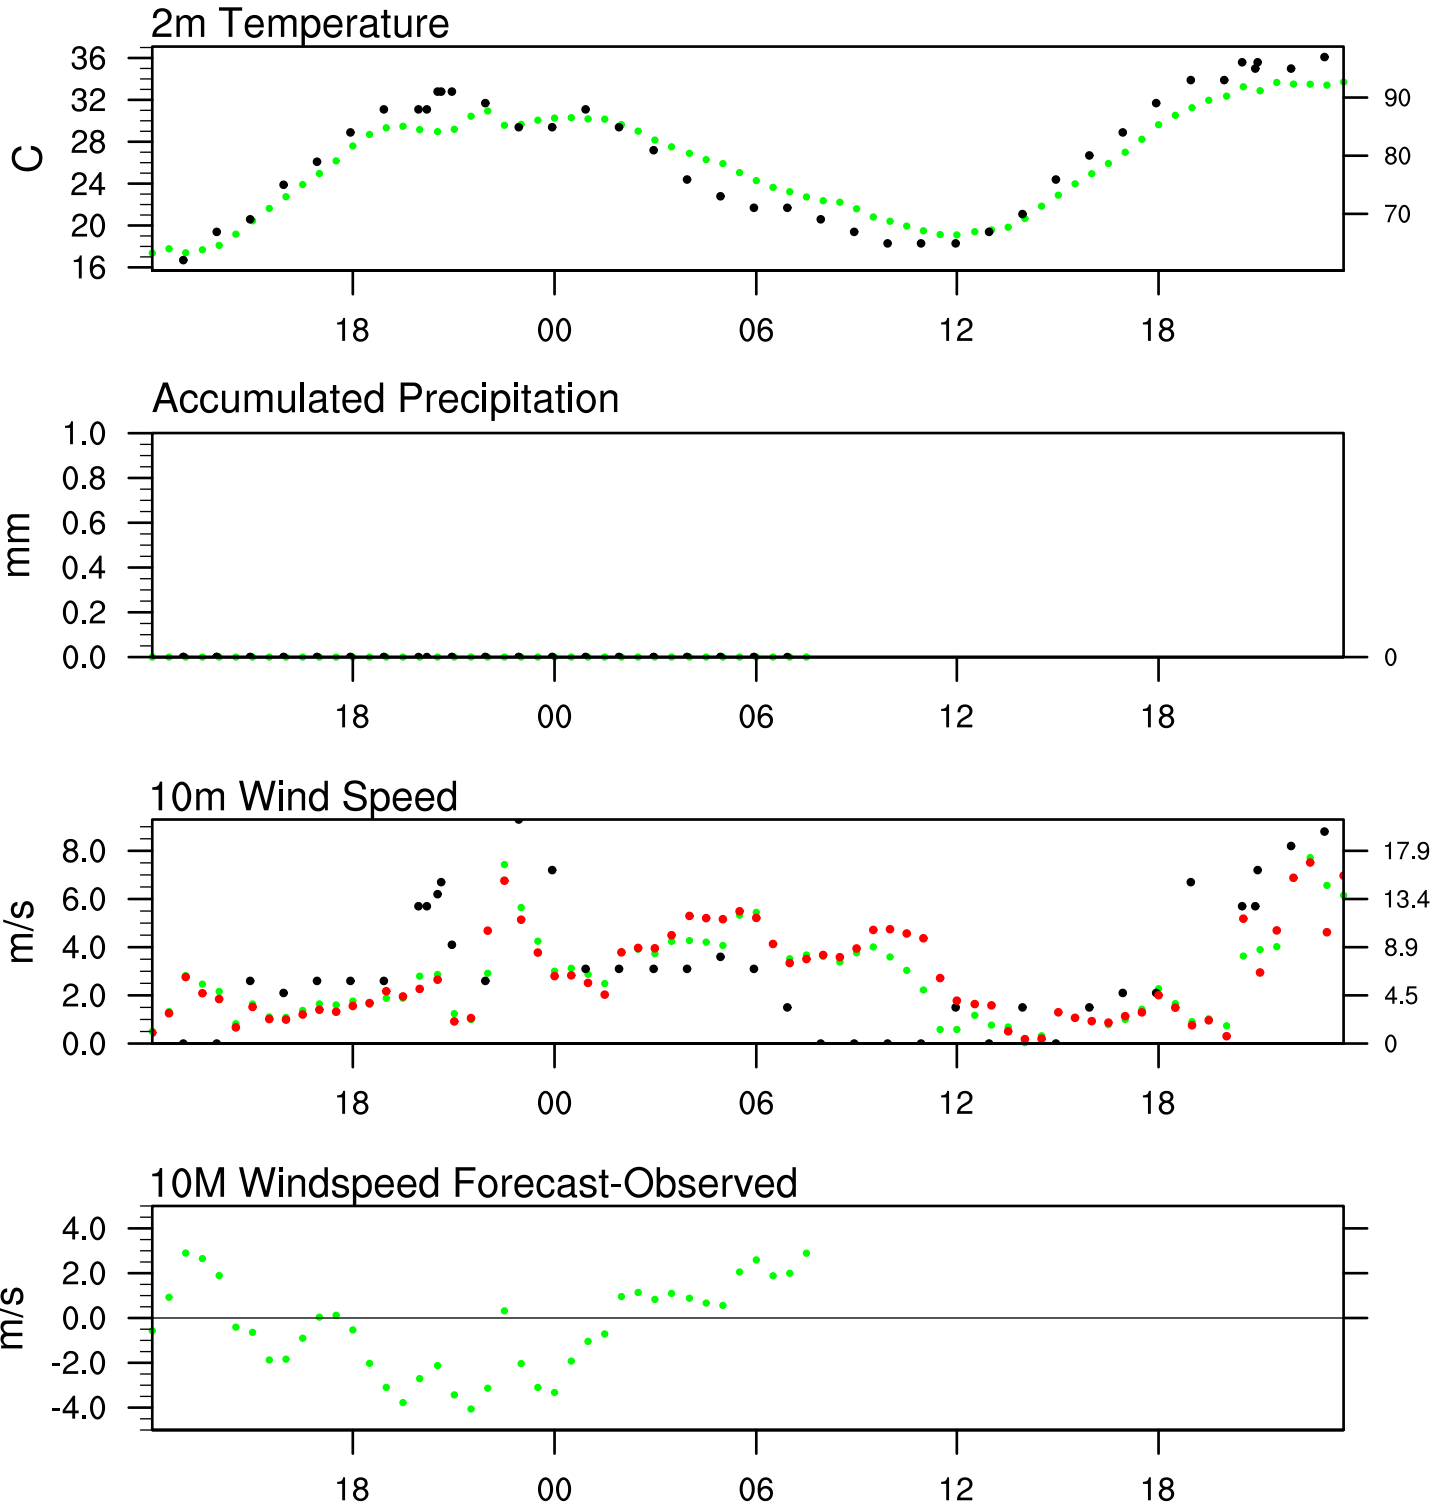 2m Temperature
36
32
28
24
20
16
C
90
80
70
18 00 06 12 18
Accumulated Precipitation
1.0
0.8
0.6
0.4
0.2
0.0
mm
0
18 00 06 12 18
10m Wind Speed
8.0
6.0
4.0
2.0
0.0
m/s
17.9
13.4
8.9
4.5
0
18 00 06 12 18
10M Windspeed Forecast-Observed
4.0
2.0
0.0
-2.0
-4.0
m/s
18 00 06 12 18